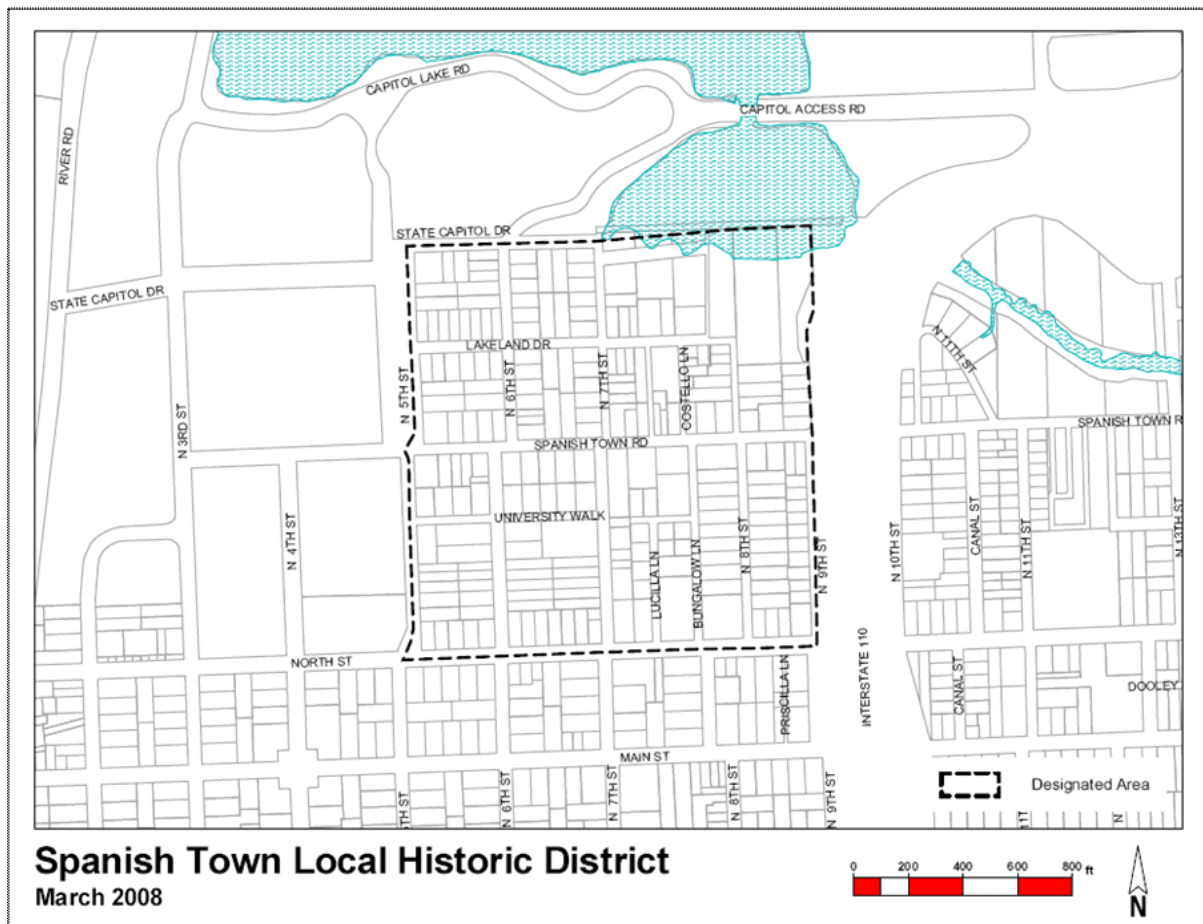 CAPITOL LAKE RD
CAPITOL ACCESS RD
RIVER RD
STATE CAPITOL DR
STATE CAPITOL DR
N 11TH ST
LAKELAND DR
N 5TH ST
N 6TH ST
N 7TH ST
COSTELLO LN
N 3RD ST
SPANISH TOWN RD
SPANISH TOWN R
UNIVERSITY WALK
N 4TH ST
LUCILLA LN
BUNGALOW LN
N 8TH ST
N 9TH ST
N 10TH ST
CANAL ST
N 11TH ST
N 13TH ST
NORTH ST
PRISCILLA LN
INTERSTATE 110
CANAL ST
DOOLEY
MAIN ST
5TH ST
N 6TH ST
N 7TH ST
N 8TH ST
N 9TH ST
11T
N
Designated Area
Spanish Town Local Historic District
March 2008
0 200 400 600 800 ft
N